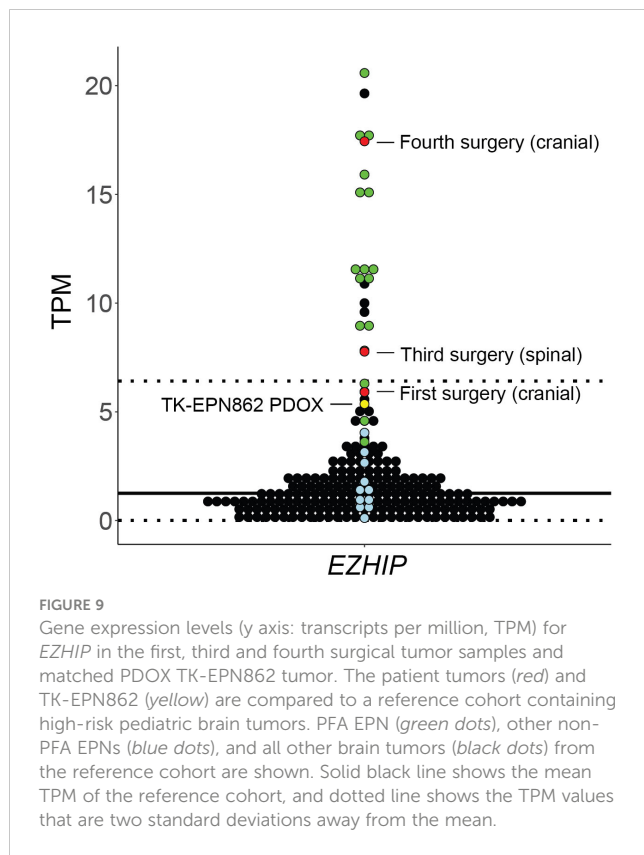 20
Fourth surgery (cranial)
15
TPM
10
Third surgery (spinal)
First surgery (cranial)
TK-EPN862 PDOX
5
0
EZHIP
FIGURE 9
Gene expression levels (y axis: transcripts per million, TPM) for
EZHIP in the first, third and fourth surgical tumor samples and
matched PDOX TK-EPN862 tumor. The patient tumors (red) and
TK-EPN862 (yellow) are compared to a reference cohort containing
high-risk pediatric brain tumors. PFA EPN (green dots), other non-
PFA EPNs (blue dots), and all other brain tumors (black dots) from
the reference cohort are shown. Solid black line shows the mean
TPM of the reference cohort, and dotted line shows the TPM values
that are two standard deviations away from the mean.